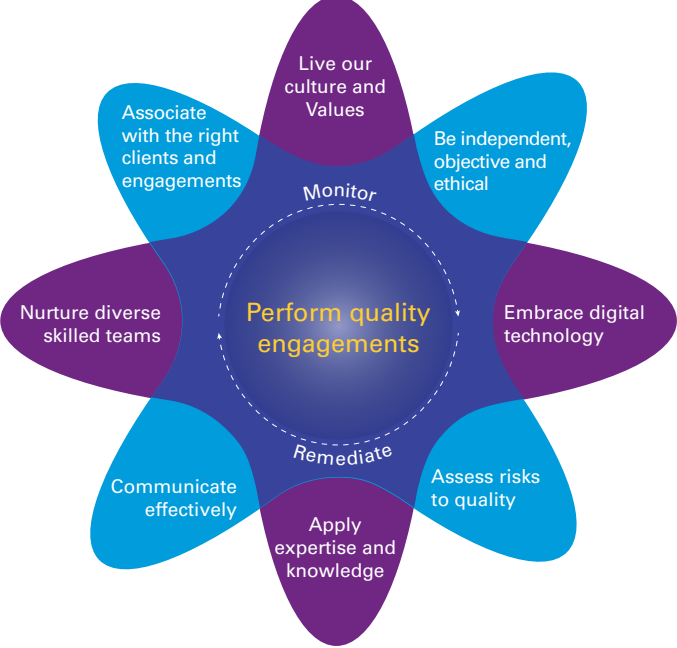 Live our
culture and
Values
Associate
with the right
clients and
engagements
Be independent,
objective and
ethical
Monitor
Nurture diverse
skilled teams
Perform quality
engagements
Embrace digital
technology
Remediate
Communicate
effectively
Assess risks
to quality
Apply
expertise and
knowledge